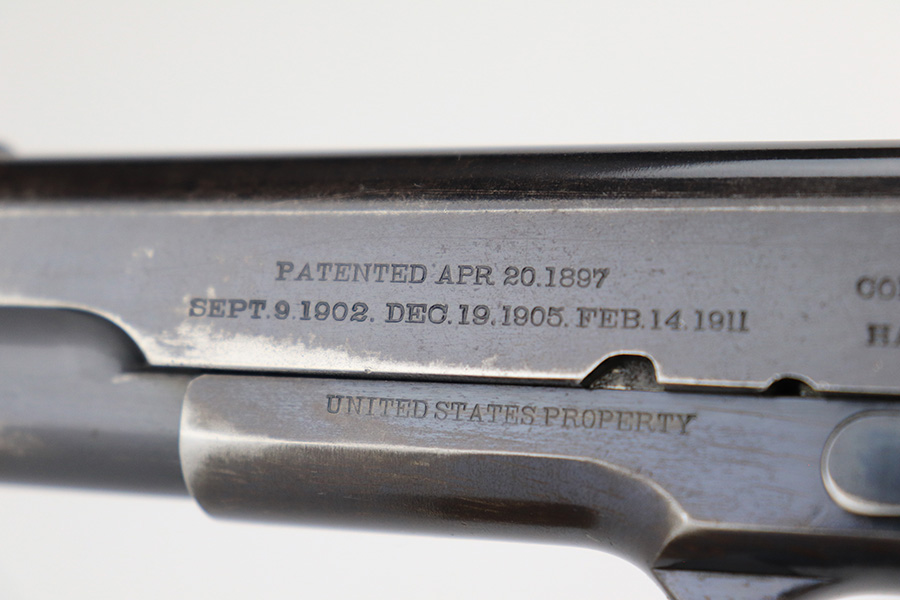 PATENTED APR. 20.1897
SEPT. 9.1902. DEC. 19.1905. FEB. 14. 1911
UNITED STATES PROPERTY